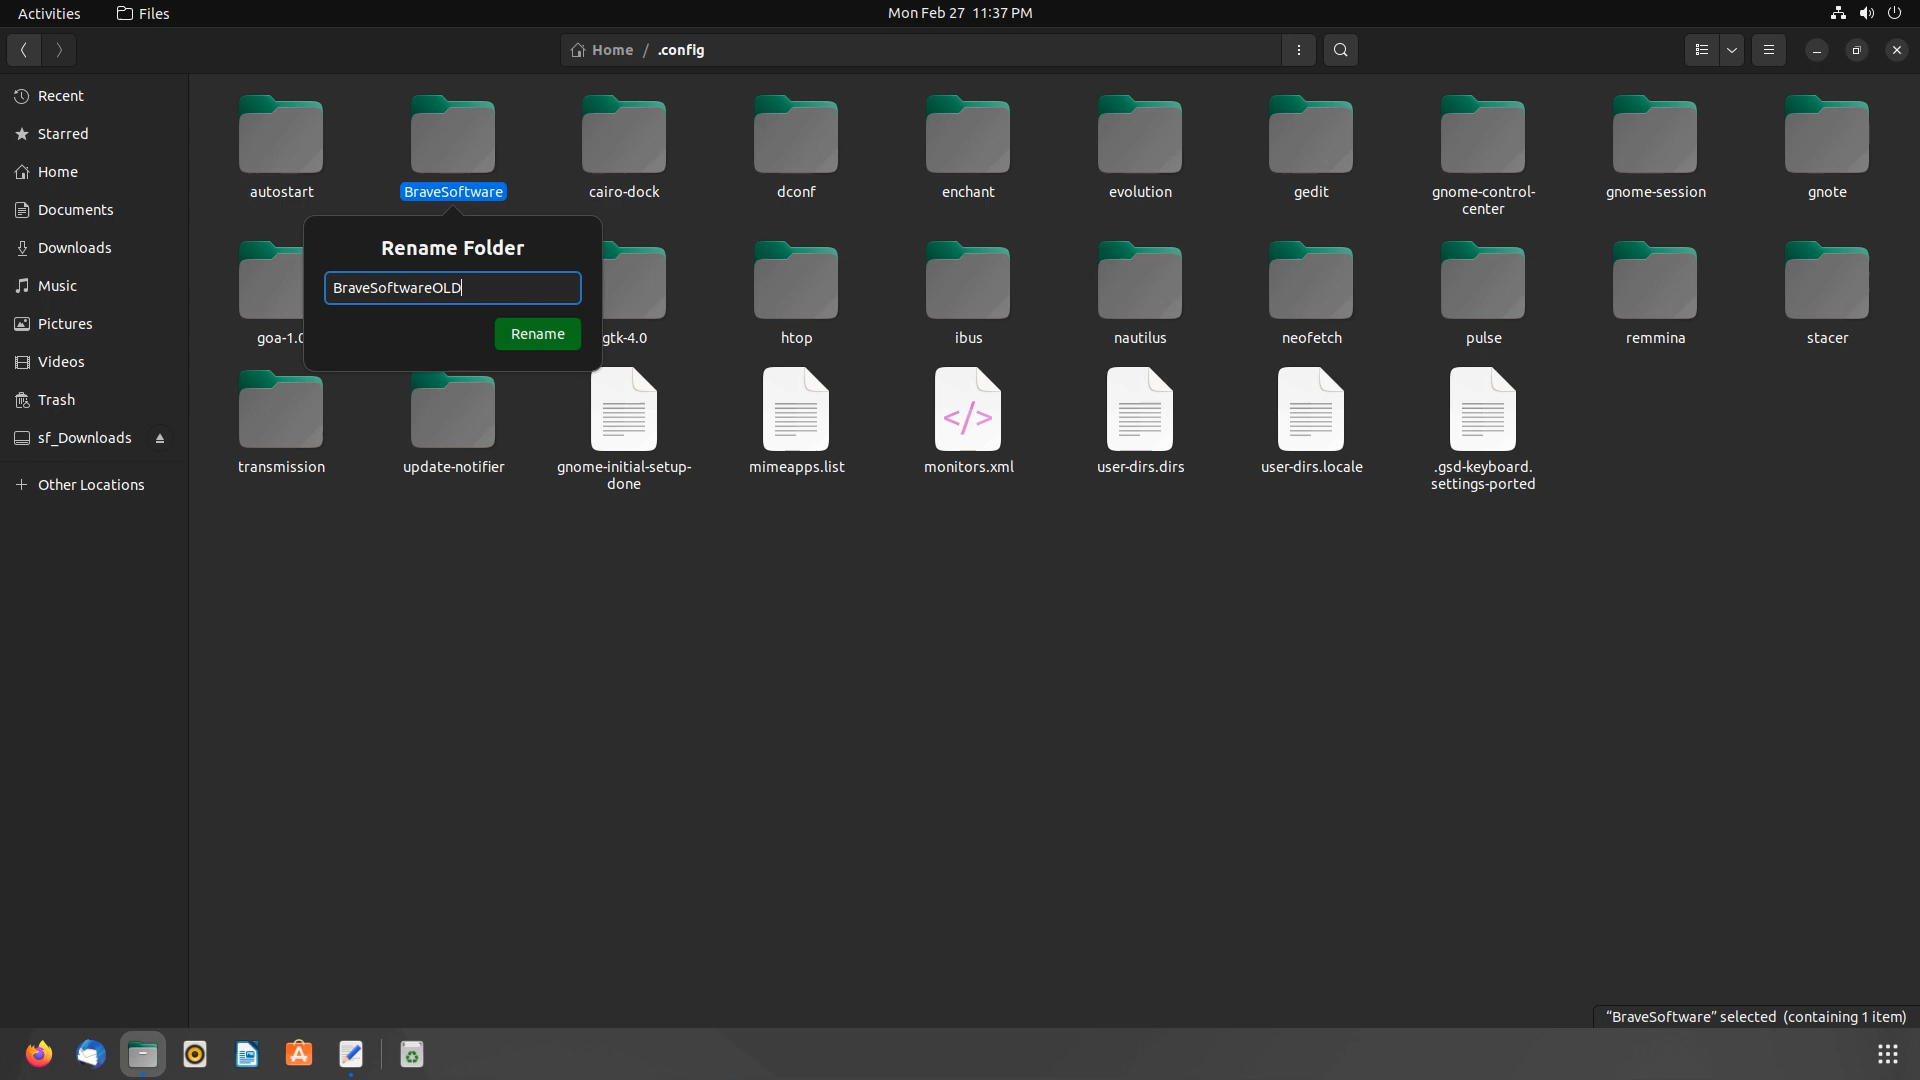 Activities
Files
Mon Feb 27 11:37 PM
Home / .config
Recent
Starred
Home
Documents
Downloads
Music
Pictures
Videos
Trash
sf_Downloads
Other Locations
autostart
BraveSoftware
cairo-dock
dconf
enchant
evolution
gedit
gnome-control-
center
gnome-session
gnote
Rename Folder
BraveSoftwareOLD
Rename
goa-1.0
gtk-4.0
htop
ibus
nautilus
neofetch
pulse
remmina
stacer
transmission
update-notifier
gnome-initial-setup-
done
mimeapps.list
monitors.xml
user-dirs.dirs
user-dirs.locale
.gsd-keyboard.
settings-ported
“BraveSoftware” selected (containing 1 item)